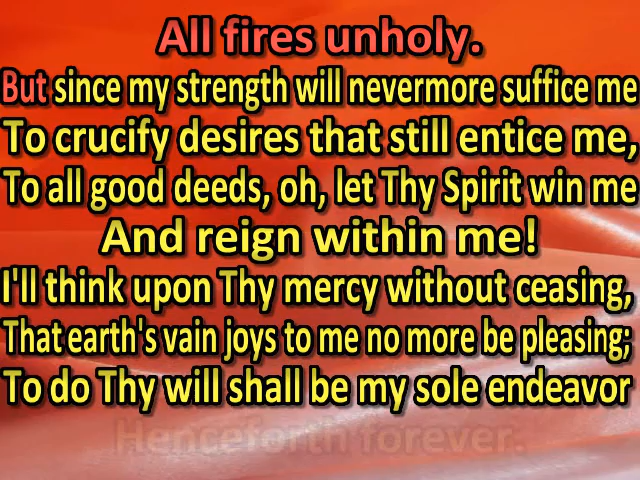 All fires unholy.
But since my strength will nevermore suffice me
To crucify desires that still entice me,
To all good deeds, oh, let Thy Spirit win me
And reign within me!
I'll think upon Thy mercy without ceasing,
That earth's vain joys to me no more be pleasing;
To do Thy will shall be my sole endeavor
Henceforth forever.